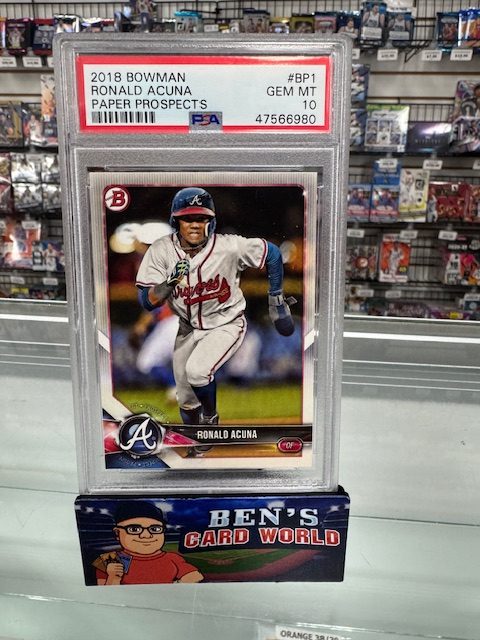 2018 BOWMAN #BP1
RONALD ACUNA GEM MT
PAPER PROSPECTS 10
PSA 47566980
B
A
Braves
A
RONALD ACUNA OF
BEN'S
CARD WORLD